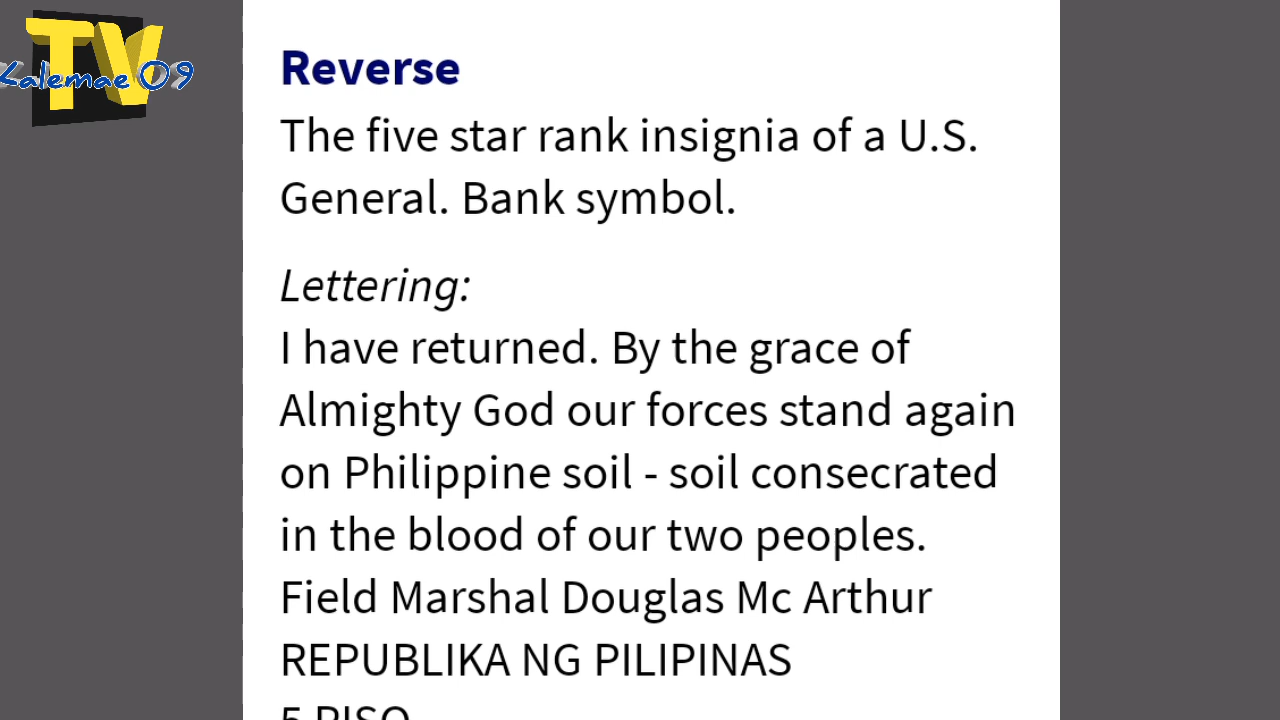 TV
Kalemae 09
Reverse
The five star rank insignia of a U.S.
General. Bank symbol.
Lettering:
I have returned. By the grace of
Almighty God our forces stand again
on Philippine soil - soil consecrated
in the blood of our two peoples.
Field Marshal Douglas Mc Arthur
REPUBLIKA NG PILIPINAS
5 PISO